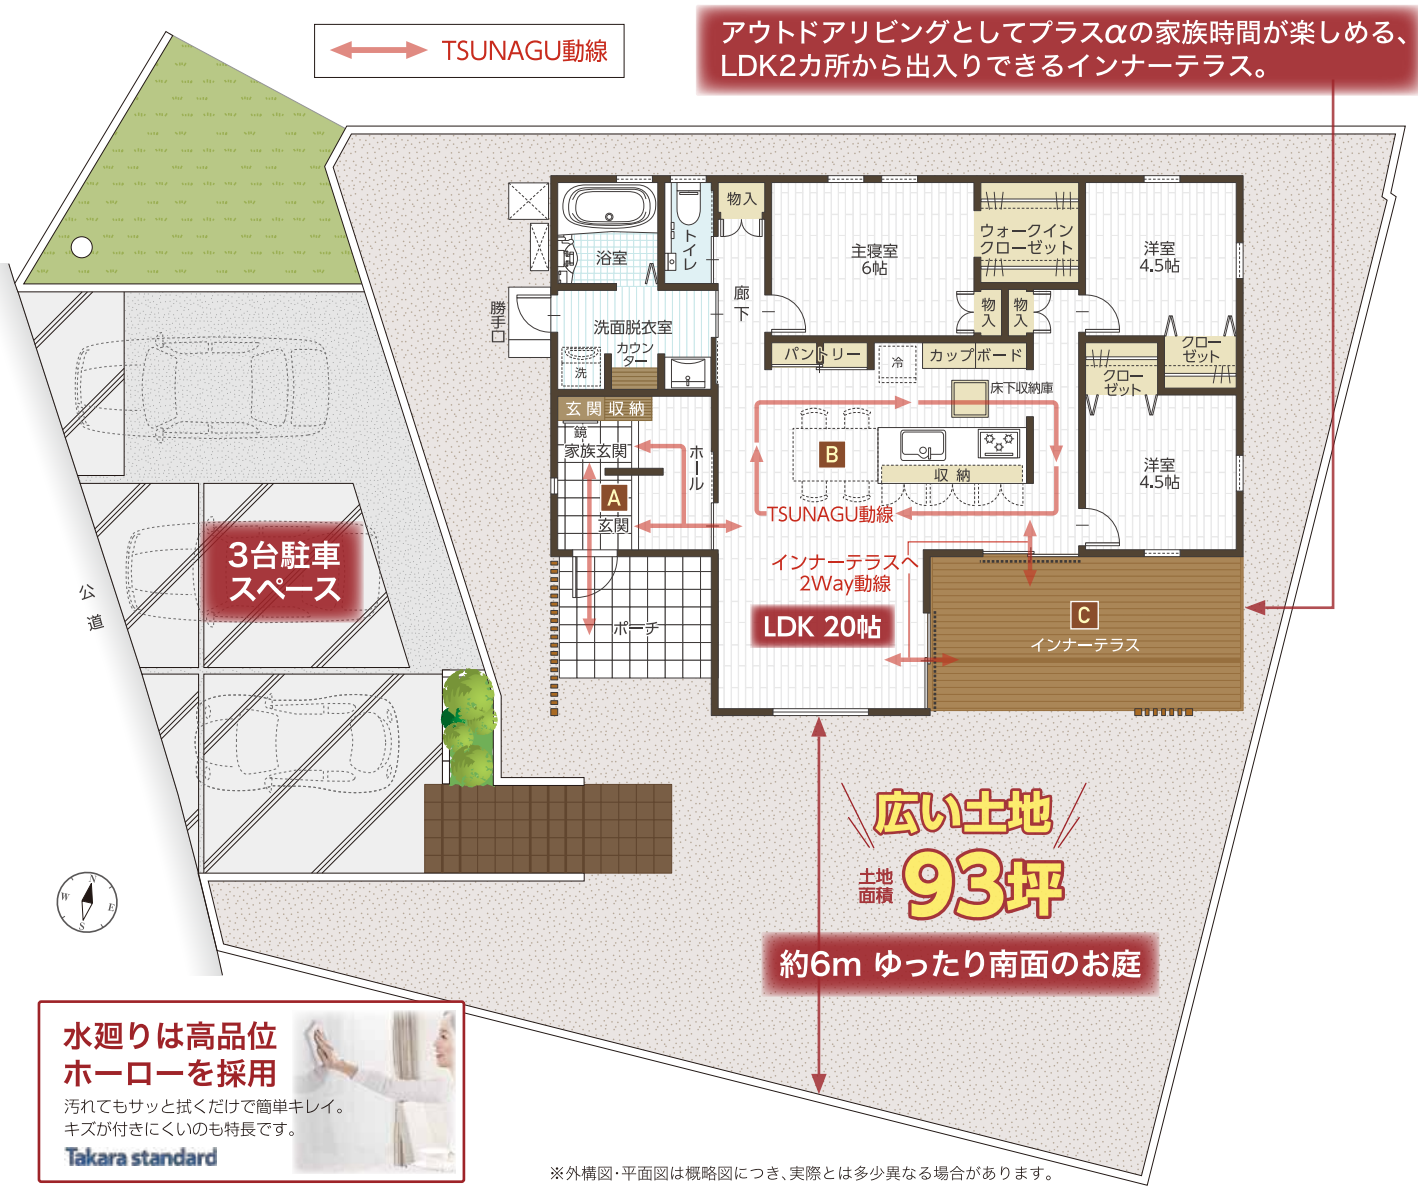 TSUNAGU動線
アウトドアリビングとしてプラスαの家族時間が楽しめる、
LDK2カ所から出入りできるインナーテラス。
物入
トイレ
浴室
主寝室
6帖
ウォークイン
クローゼット
洋室
4.5帖
勝手口
廊下
洗面脱衣室
カウンター
洗
物入
物入
パントリー
冷
カップボード
クローゼット
クローゼット
床下収納庫
玄関収納
鏡
家族玄関
ホール
B
収納
洋室
4.5帖
A
玄関
TSUNAGU動線
3台駐車
スペース
インナーテラスへ
2Way動線
公道
ポーチ
LDK 20帖
C
インナーテラス
広い土地
土地
面積
93坪
N
W
E
S
約6m ゆったり南面のお庭
水廻りは高品位
ホーローを採用
汚れてもサッと拭くだけで簡単キレイ。
キズが付きにくいのも特長です。
Takara standard
※外構図・平面図は概略図につき、実際とは多少異なる場合があります。